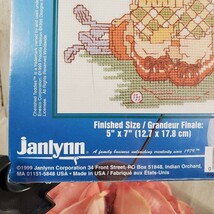 Finished Size / Grandeur Finale:
5" x 7" (12.7 x 17.8 cm)
Janlynn
A family business embroidering creativity since 1979
©1999 Janlynn Corporation 34 Front Street, PO Box 51848, Indian Orchard,
MA 01151-5848 USA Made in USA / Fabriqué aux États-Unis